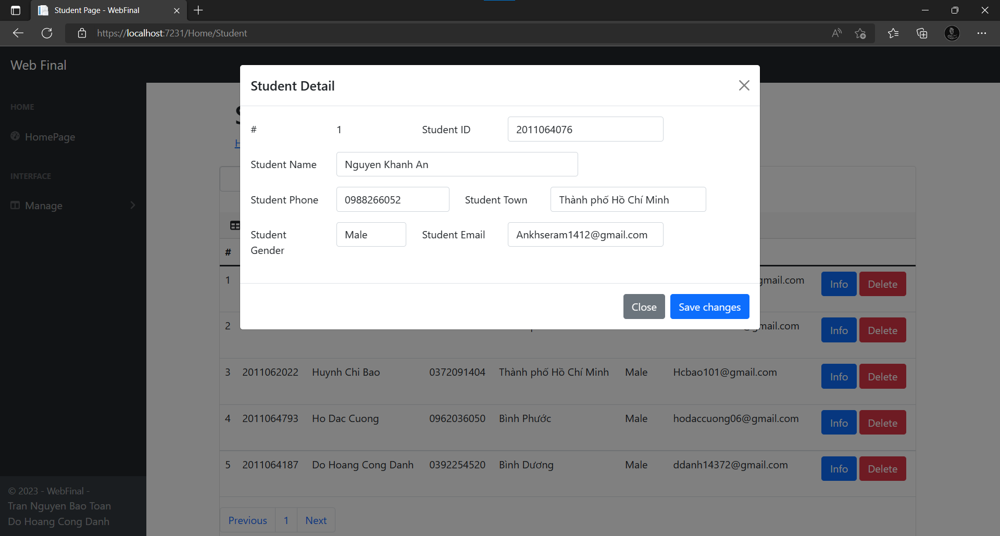 Student Page - WebFinal
https://localhost:7231/Home/Student
Web Final
HOME
HomePage
INTERFACE
Manage
Student Detail
# 1 Student ID 2011064076
Student Name Nguyen Khanh An
Student Phone 0988266052 Student Town Thành phố Hồ Chí Minh
Student Gender Male Student Email Ankhseram1412@gmail.com
Close Save changes
#
1 gmail.com Info Delete
2 gmail.com Info Delete
3 2011062022 Huynh Chi Bao 0372091404 Thành phố Hồ Chí Minh Male Hcbao101@gmail.com Info Delete
4 2011064793 Ho Dac Cuong 0962036050 Bình Phước Male hodaccuong06@gmail.com Info Delete
5 2011064187 Do Hoang Cong Danh 0392254520 Bình Dương Male ddanh14372@gmail.com Info Delete
Previous 1 Next
© 2023 - WebFinal -
Tran Nguyen Bao Toan
Do Hoang Cong Danh